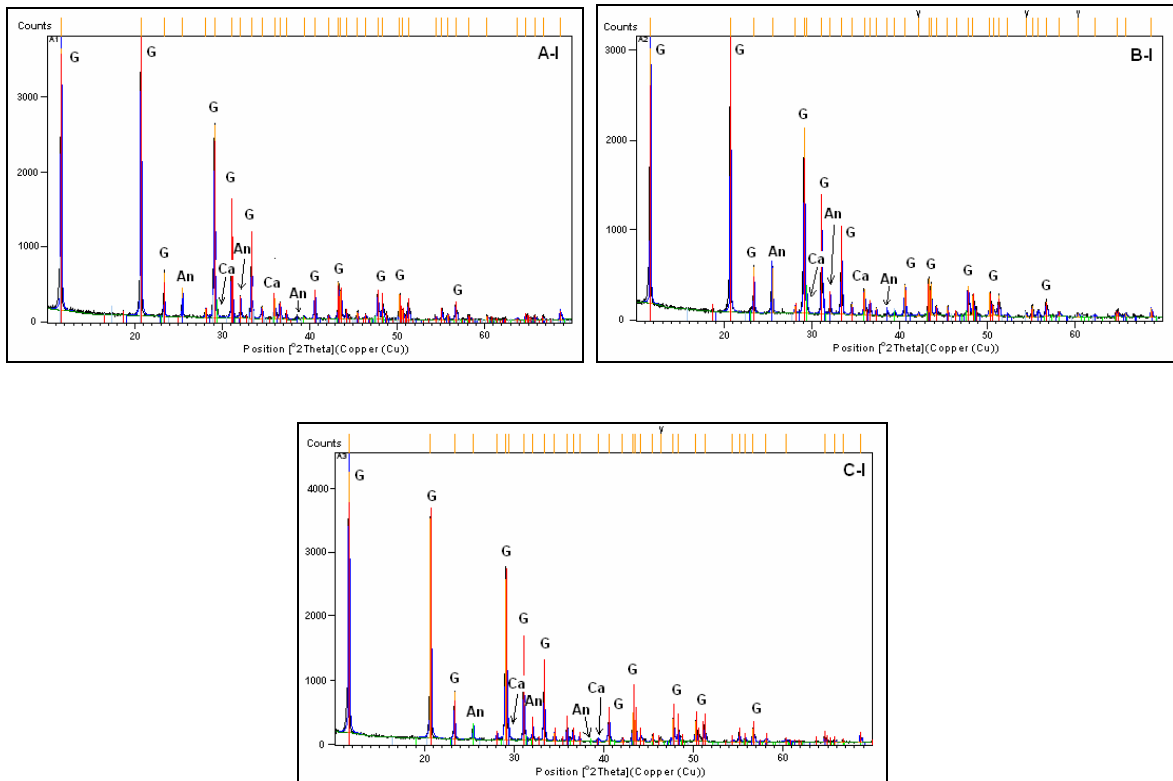 Counts
A1
A-I
G
G
G
G
An
G
G
An
Ca
Ca
An
G
G
G
G
G
3000
2000
1000
0
20
30
40
50
60
Position [°2Theta](Copper (Cu))
Counts
A2
B-I
G
G
G
G
An
G
G
An
Ca
Ca
An
G
G
G
G
G
3000
2000
1000
0
20
30
40
50
60
Position [°2Theta](Copper (Cu))
Counts
A3
C-I
G
G
G
G
G
G
Ca
An
An
An
Ca
G
G
G
G
G
4000
3000
2000
1000
0
20
30
40
50
60
Position [°2Theta](Copper (Cu))